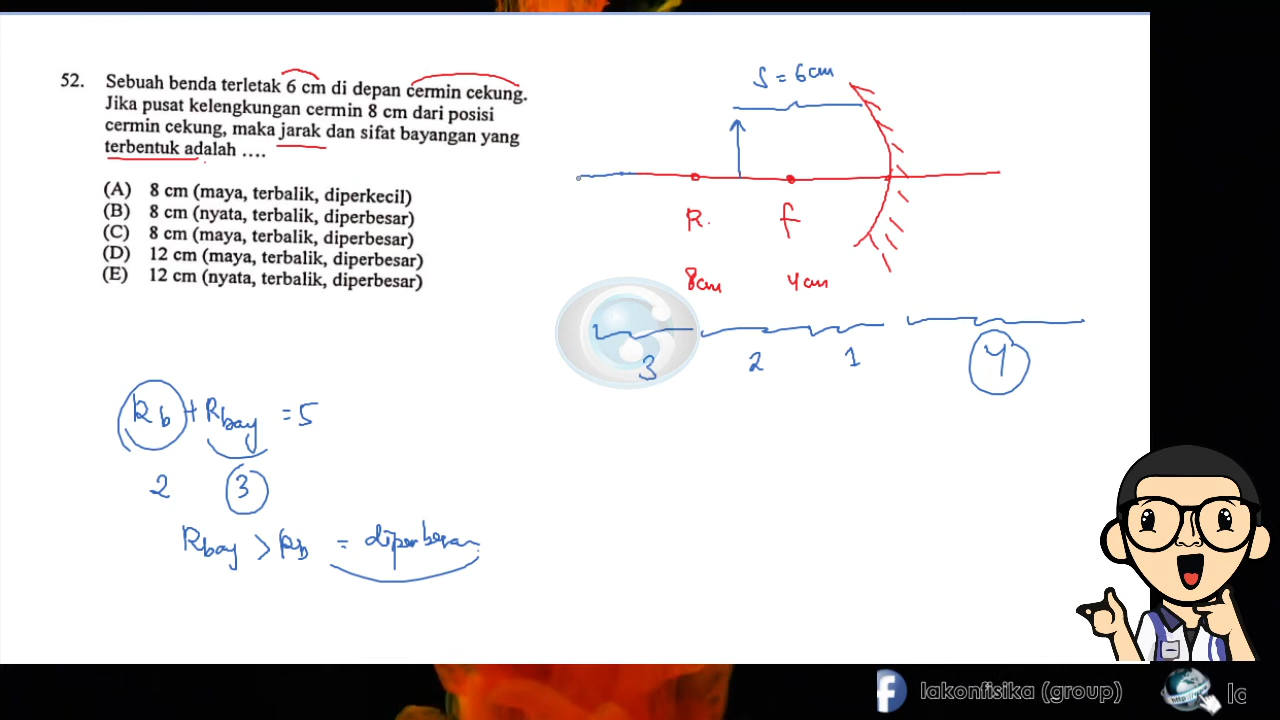 52. Sebuah benda terletak 6 cm di depan cermin cekung.
Jika pusat kelengkungan cermin 8 cm dari posisi
cermin cekung, maka jarak dan sifat bayangan yang
terbentuk adalah ....
(A) 8 cm (maya, terbalik, diperkecil)
(B) 8 cm (nyata, terbalik, diperbesar)
(C) 8 cm (maya, terbalik, diperbesar)
(D) 12 cm (maya, terbalik, diperbesar)
(E) 12 cm (nyata, terbalik, diperbesar)
S = 6cm
R. f
8cm 4cm
3 2 1 4
Rb + Rbay = 5
2 3
Rbay > Rb = diperbesar
lakonfisika (group)
http